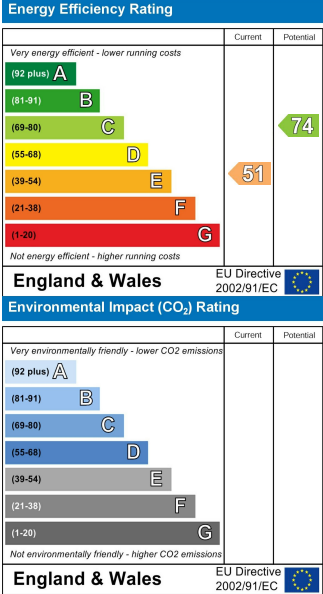 Energy Efficiency Rating
Current Potential
Very energy efficient - lower running costs
(92 plus) A
(81-91) B
(69-80) C
74
(55-68) D
(39-54) E
51
(21-38) F
(1-20) G
Not energy efficient - higher running costs
England & Wales
EU Directive
2002/91/EC
Environmental Impact (CO₂) Rating
Current Potential
Very environmentally friendly - lower CO2 emissions
(92 plus) A
(81-91) B
(69-80) C
(55-68) D
(39-54) E
(21-38) F
(1-20) G
Not environmentally friendly - higher CO2 emissions
England & Wales
EU Directive
2002/91/EC